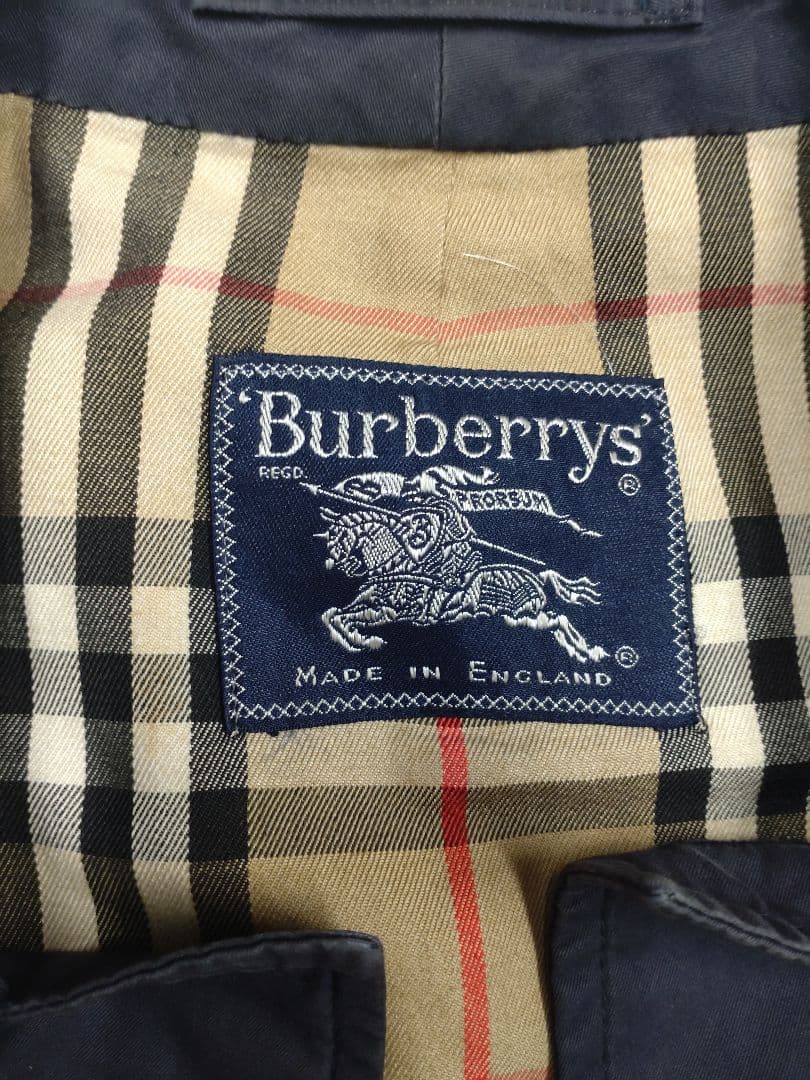 'Burberrys'
REGD. ®
PRORSUM
®
MADE IN ENGLAND